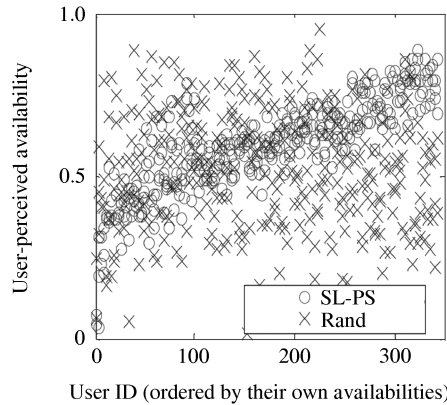 1.0
0.5
0
User-perceived availability
SL-PS
Rand
0 100 200 300
User ID (ordered by their own availabilities)